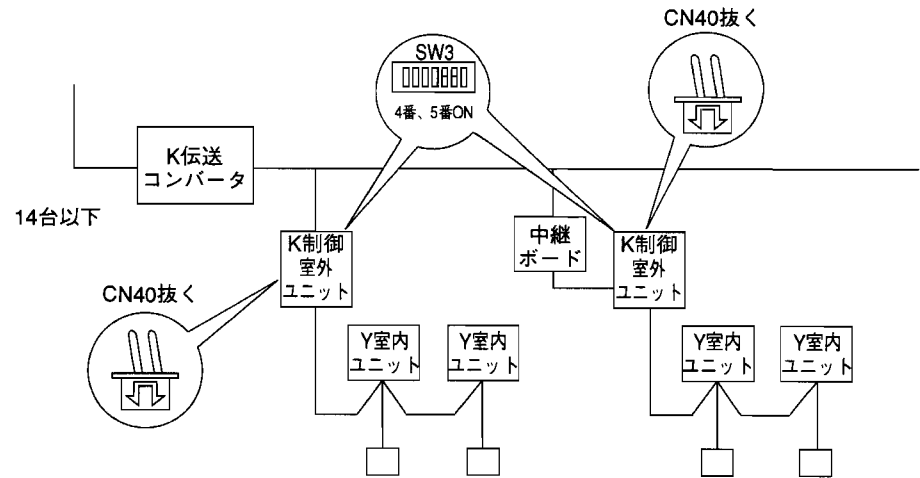 CN40抜く
SW3
4番、5番ON
K伝送
コンバータ
14台以下
K制御
室外
ユニット
中継
ボード
K制御
室外
ユニット
CN40抜く
Y室内
ユニット
Y室内
ユニット
Y室内
ユニット
Y室内
ユニット